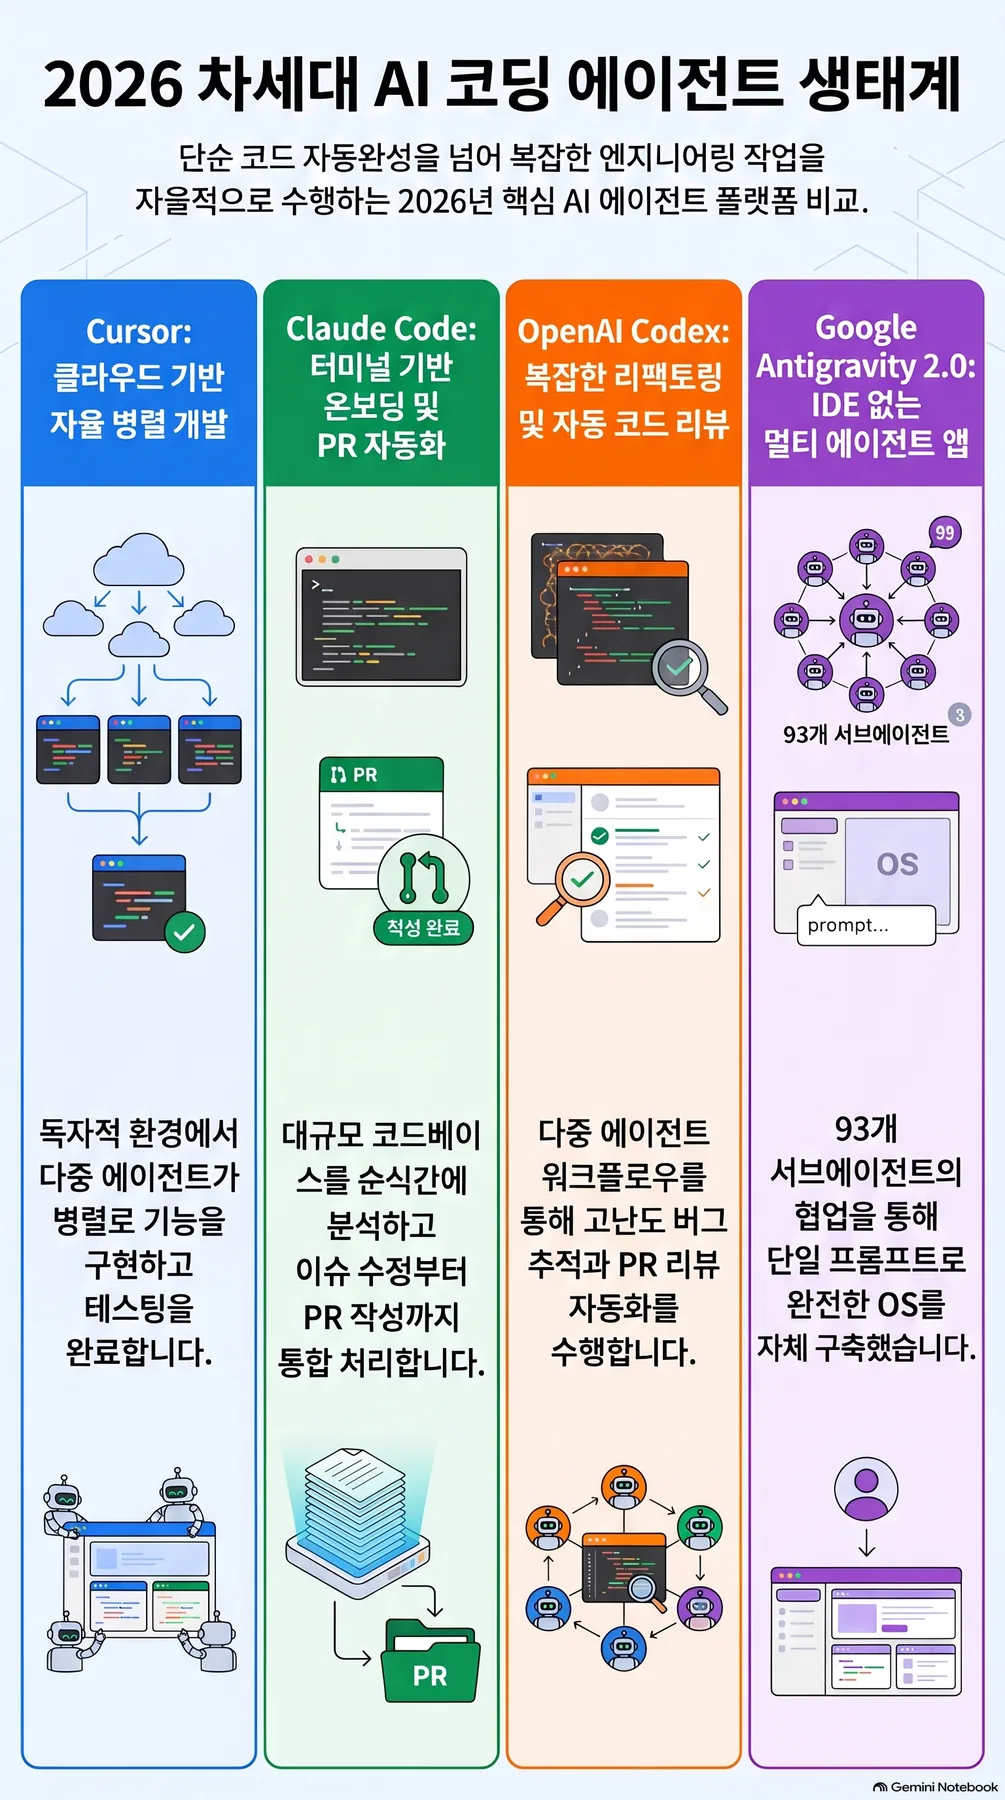 2026 차세대 AI 코딩 에이전트 생태계
단순 코드 자동완성을 넘어 복잡한 엔지니어링 작업을
자율적으로 수행하는 2026년 핵심 AI 에이전트 플랫폼 비교.
Cursor:
클라우드 기반
자율 병렬 개발
독자적 환경에서
다중 에이전트가
병렬로 기능을
구현하고
테스팅을
완료합니다.
Claude Code:
터미널 기반
온보딩 및
PR 자동화
PR
척성 완료
대규모 코드베이
스를 순식간에
분석하고
이슈 수정부터
PR 작성까지
통합 처리합니다.
PR
OpenAI Codex:
복잡한 리팩토링
및 자동 코드 리뷰
다중 에이전트
워크플로우를
통해 고난도 버그
추적과 PR 리뷰
자동화를
수행합니다.
Google
Antigravity 2.0:
IDE 없는
멀티 에이전트 앱
99
3
93개 서브에이전트
OS
prompt...
93개
서브에이전트의
협업을 통해
단일 프롬프트로
완전한 OS를
자체 구축했습니다.
Gemini Notebook